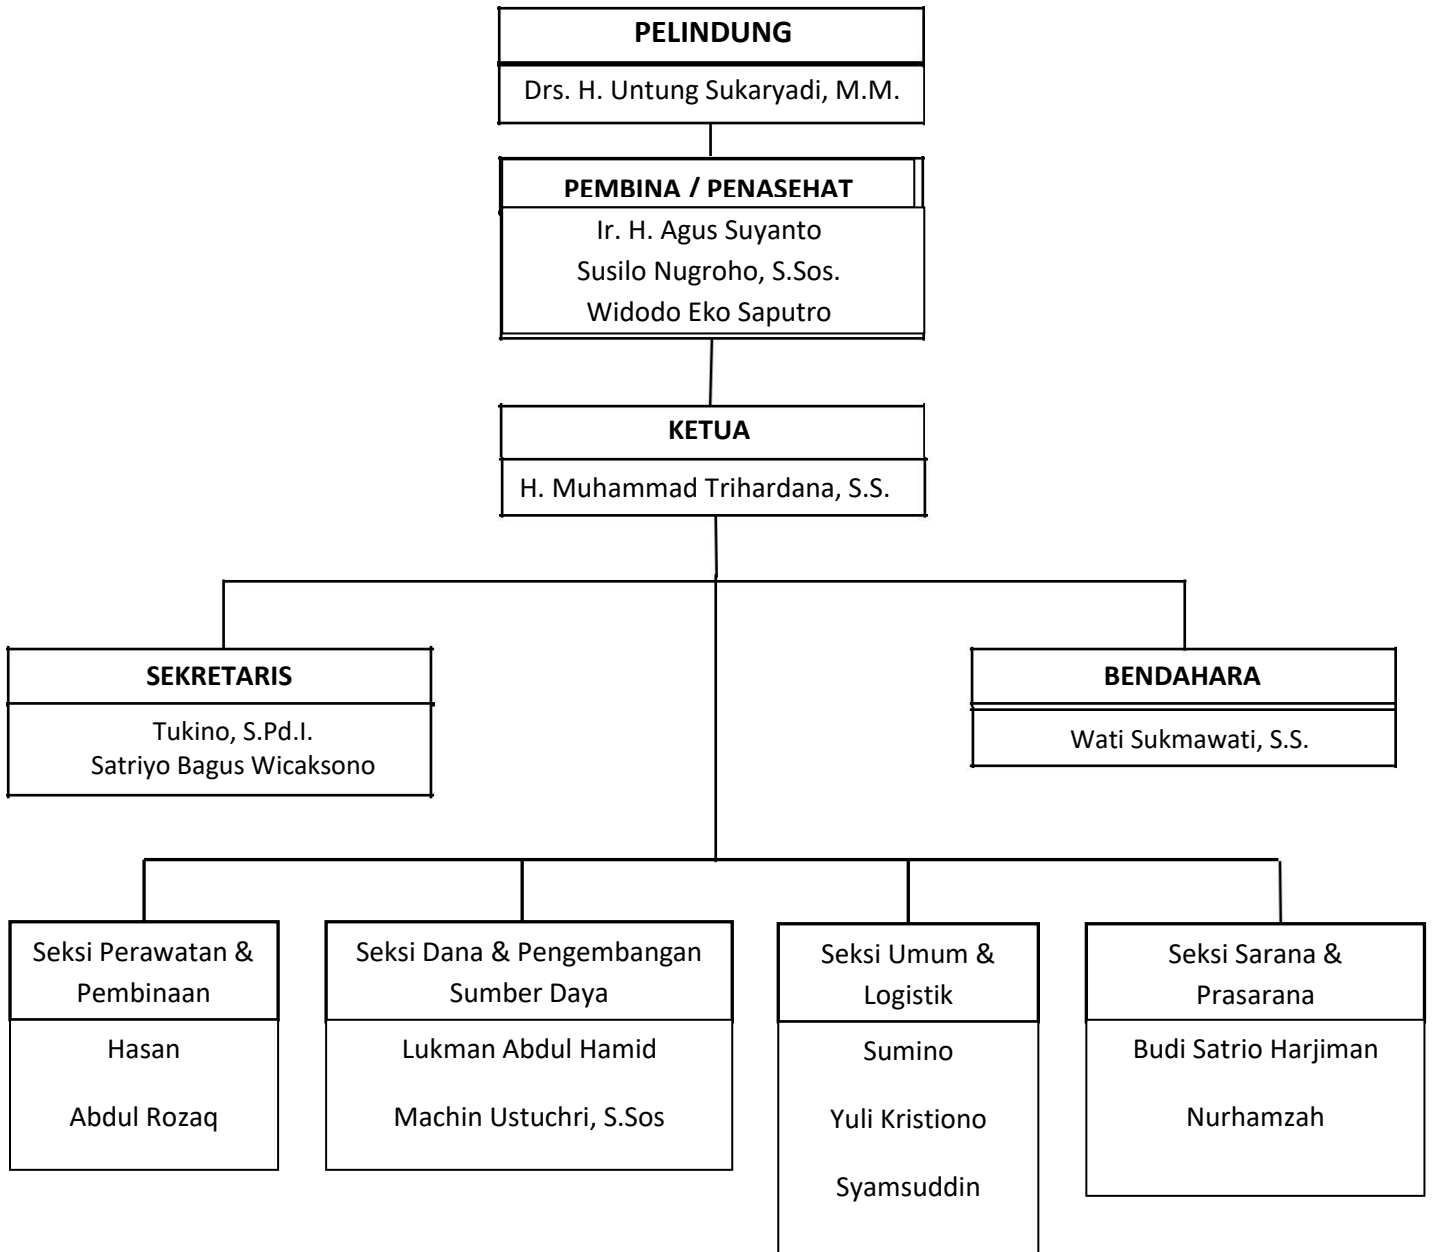 PELINDUNG
Drs. H. Untung Sukaryadi, M.M.
PEMBINA / PENASEHAT
Ir. H. Agus Suyanto
Susilo Nugroho, S.Sos.
Widodo Eko Saputro
KETUA
H. Muhammad Trihardana, S.S.
SEKRETARIS
Tukino, S.Pd.I.
Satriyo Bagus Wicaksono
BENDAHARA
Wati Sukmawati, S.S.
Seksi Perawatan &
Pembinaan
Hasan
Abdul Rozaq
Seksi Dana & Pengembangan
Sumber Daya
Lukman Abdul Hamid
Machin Ustuchri, S.Sos
Seksi Umum &
Logistik
Sumino
Yuli Kristiono
Syamsuddin
Seksi Sarana &
Prasarana
Budi Satrio Harjiman
Nurhamzah